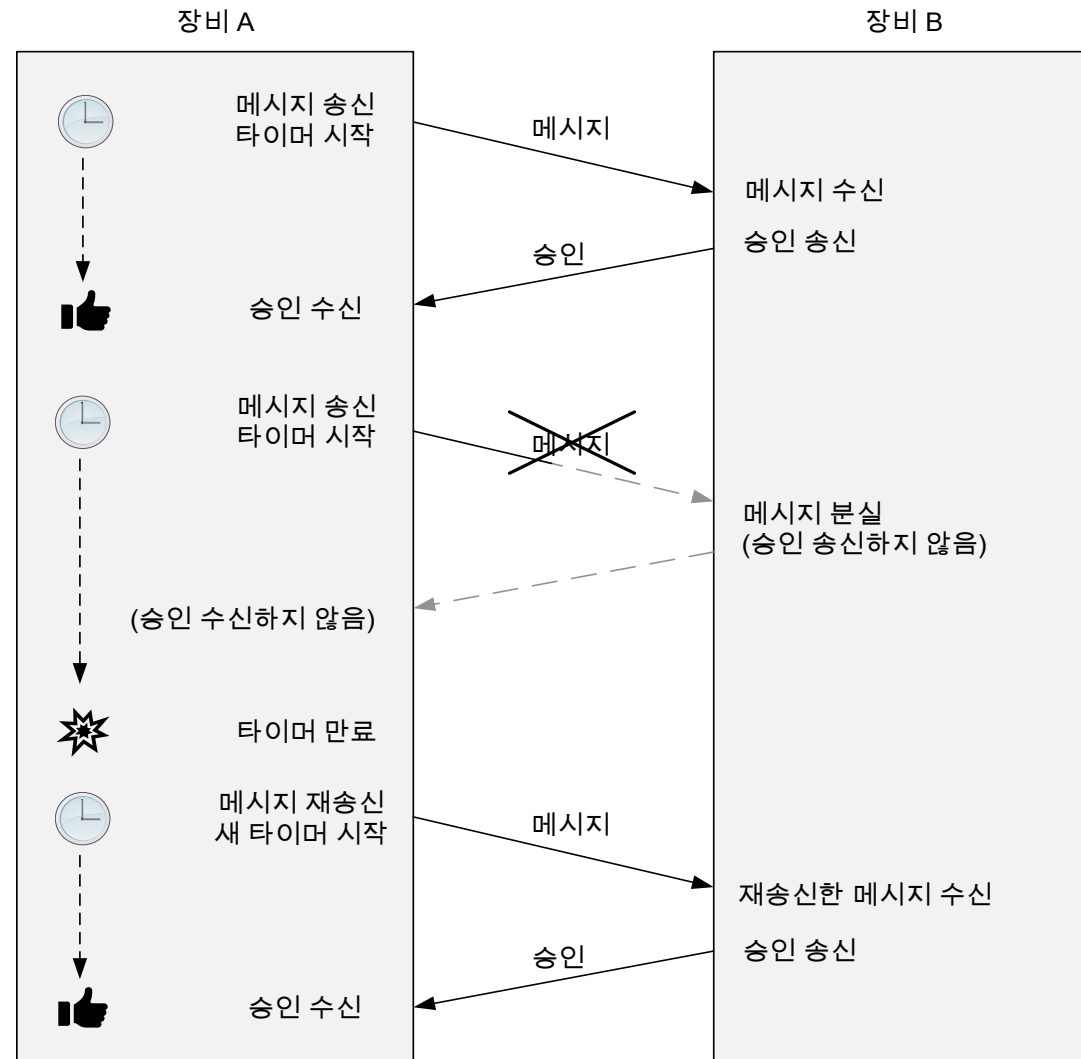 장비 A
장비 B
메시지 송신
타이머 시작
메시지
메시지 수신
승인 송신
승인
승인 수신
메시지 송신
타이머 시작
메시지
메시지 분실
(승인 송신하지 않음)
(승인 수신하지 않음)
타이머 만료
메시지 재송신
새 타이머 시작
메시지
재송신한 메시지 수신
승인 송신
승인
승인 수신